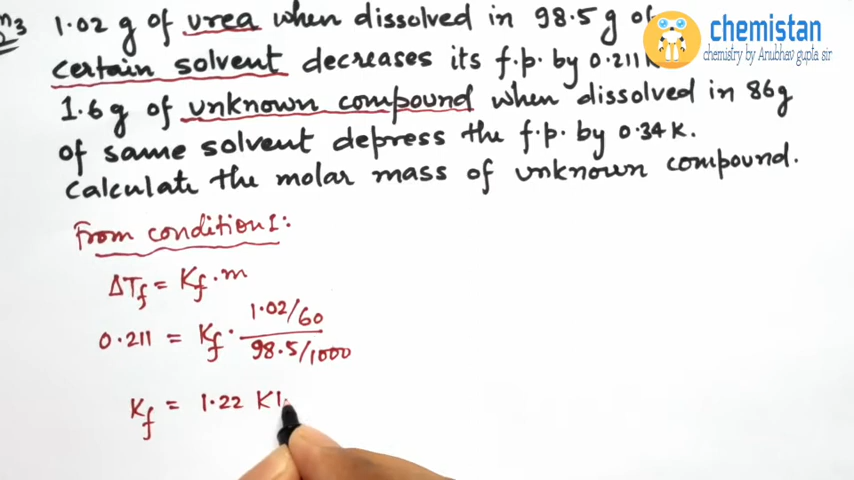 1.02 g of urea when dissolved in 98.5 g of
certain solvent decreases its f.p. by 0.211 K
1.6 g of unknown compound when dissolved in 86g
of same solvent depress the f.p. by 0.34 K.
Calculate the molar mass of unknown compound.
chemistan
chemistry by Anubhav gupta sir
From condition 1:
ΔTf = Kf · m
0.211 = Kf · 1.02/60
98.5/1000
Kf = 1.22 K